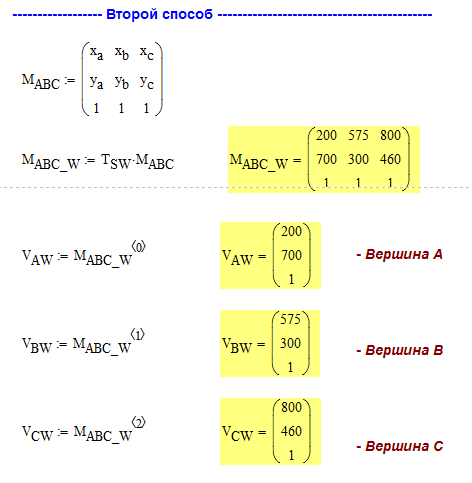 ------------------ Второй способ -------------------------------------------
M_ABC := ( x_a x_b x_c
y_a y_b y_c
1 1 1 )
M_ABC_W := T_SW·M_ABC M_ABC_W = ( 200 575 800
700 300 460
1 1 1 )
V_AW := M_ABC_W^⟨0⟩ V_AW = ( 200
700
1 ) - Вершина A
V_BW := M_ABC_W^⟨1⟩ V_BW = ( 575
300
1 ) - Вершина B
V_CW := M_ABC_W^⟨2⟩ V_CW = ( 800
460
1 ) - Вершина C